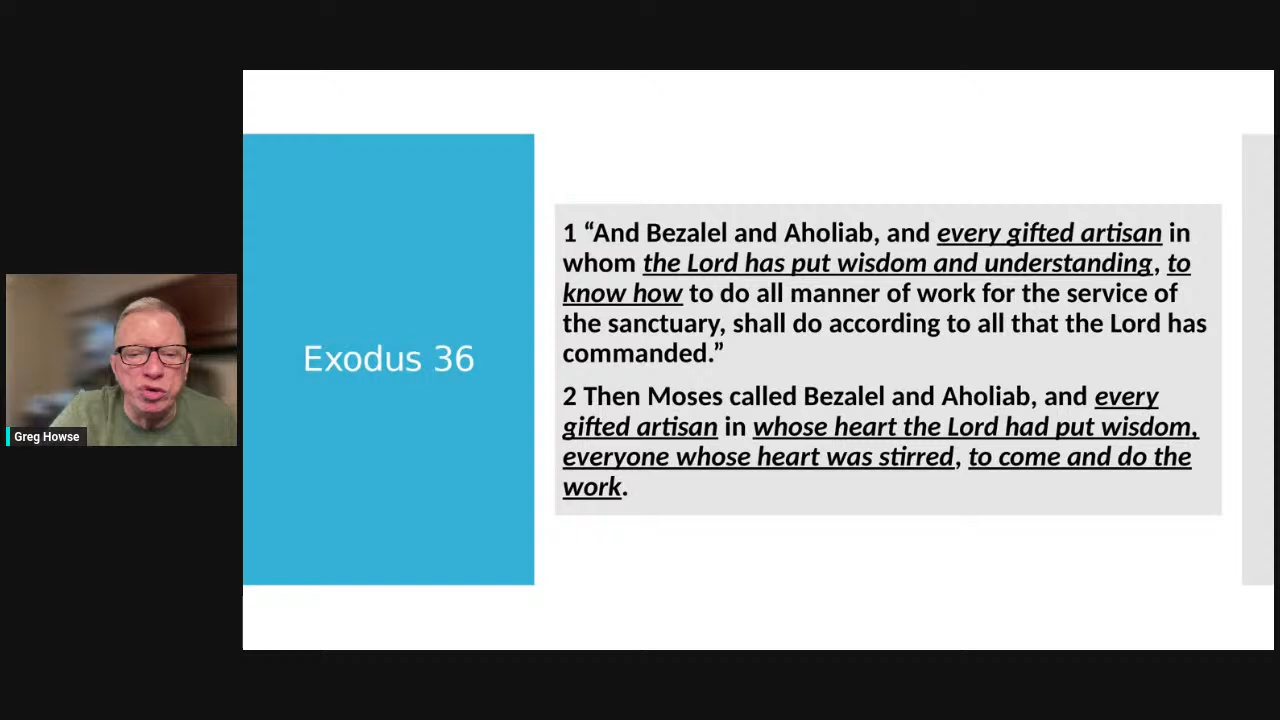 Exodus 36
1 “And Bezalel and Aholiab, and every gifted artisan in
whom the Lord has put wisdom and understanding, to
know how to do all manner of work for the service of
the sanctuary, shall do according to all that the Lord has
commanded.”
2 Then Moses called Bezalel and Aholiab, and every
gifted artisan in whose heart the Lord had put wisdom,
everyone whose heart was stirred, to come and do the
work.
Greg Howse